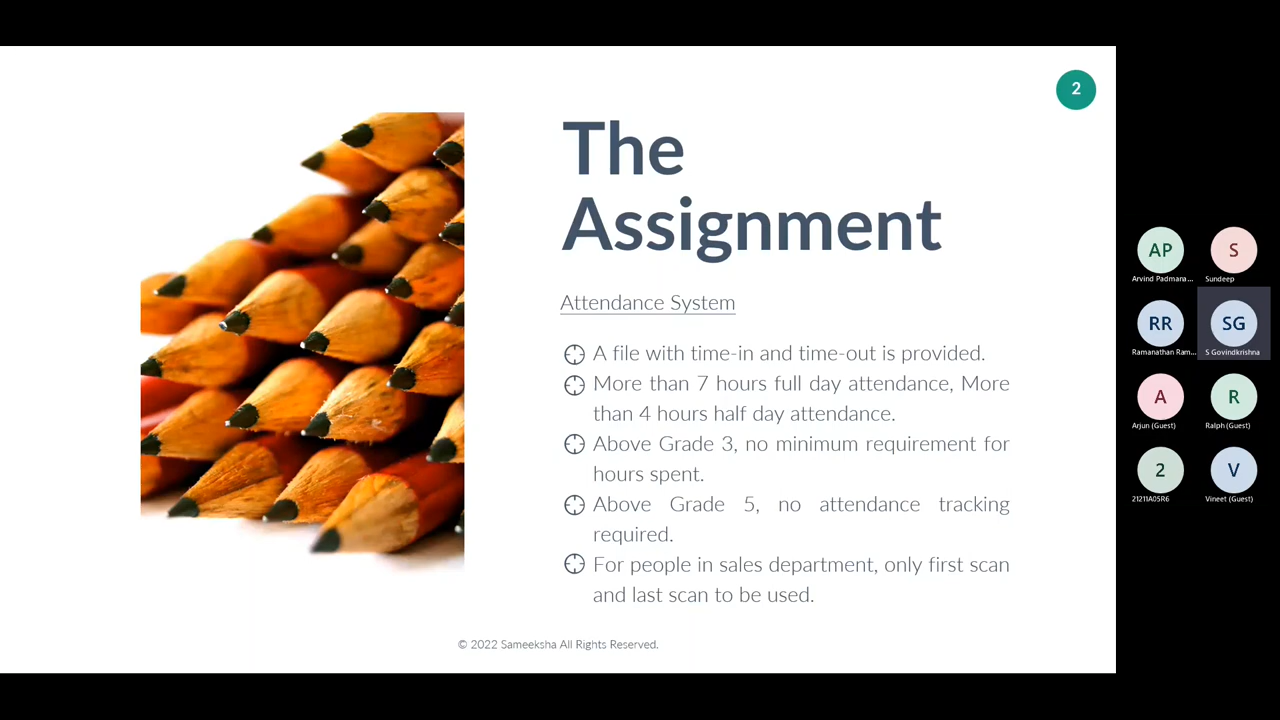 2
The
Assignment
Attendance System
A file with time-in and time-out is provided.
More than 7 hours full day attendance, More
than 4 hours half day attendance.
Above Grade 3, no minimum requirement for
hours spent.
Above Grade 5, no attendance tracking
required.
For people in sales department, only first scan
and last scan to be used.
© 2022 Sameeksha All Rights Reserved.
AP
Arvind Padmana...
S
Sundeep
RR
Ramanathan Ram...
SG
S Govindkrishna
A
Arjun (Guest)
R
Ralph (Guest)
2
21211A05R6
V
Vineet (Guest)